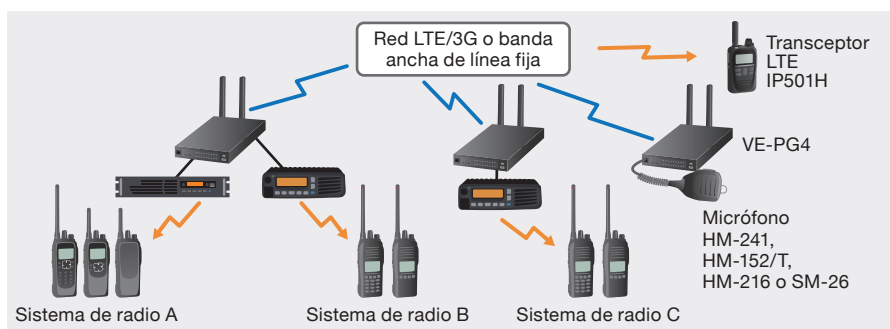 Red LTE/3G o banda
ancha de línea fija
Transceptor
LTE
IP501H
VE-PG4
Micrófono
HM-241,
HM-152/T,
HM-216 o SM-26
Sistema de radio A
Sistema de radio B
Sistema de radio C